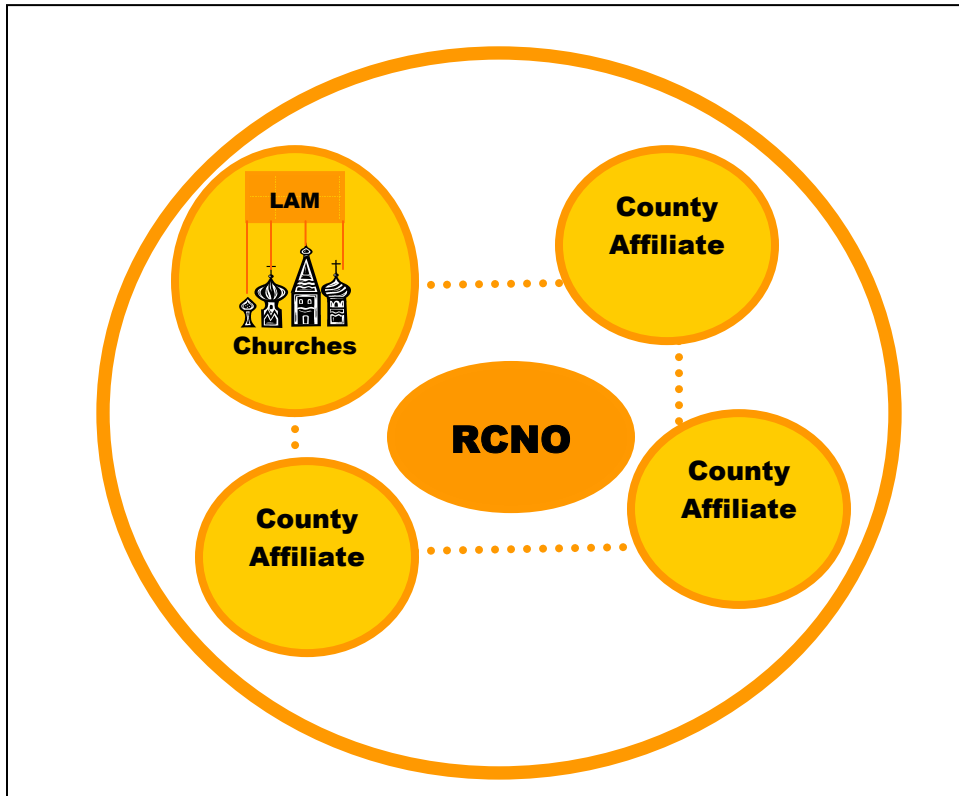 LAM
Churches
County
Affiliate
RCNO
County
Affiliate
County
Affiliate